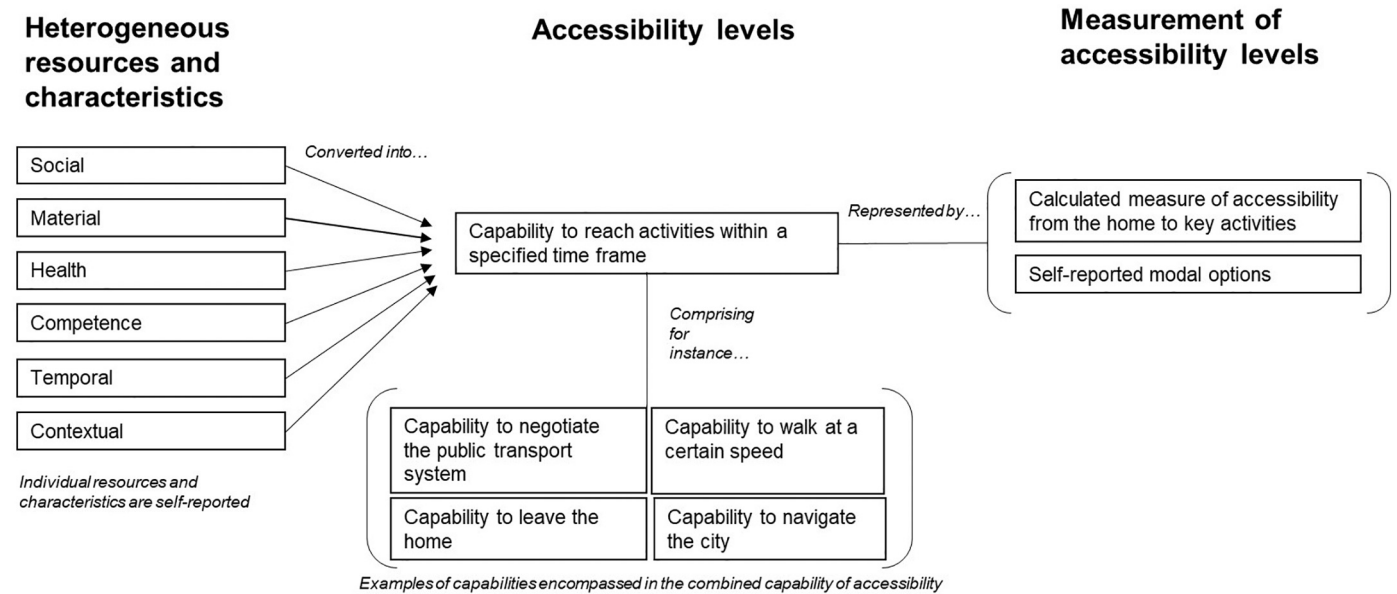 Heterogeneous
resources and
characteristics
Accessibility levels
Measurement of
accessibility levels
Social
Material
Health
Competence
Temporal
Contextual
Individual resources and
characteristics are self-reported
Converted into…
Capability to reach activities within a
specified time frame
Comprising
for
instance…
Capability to negotiate
the public transport
system
Capability to walk at a
certain speed
Capability to leave the
home
Capability to navigate
the city
Examples of capabilities encompassed in the combined capability of accessibility
Represented by…
Calculated measure of accessibility
from the home to key activities
Self-reported modal options